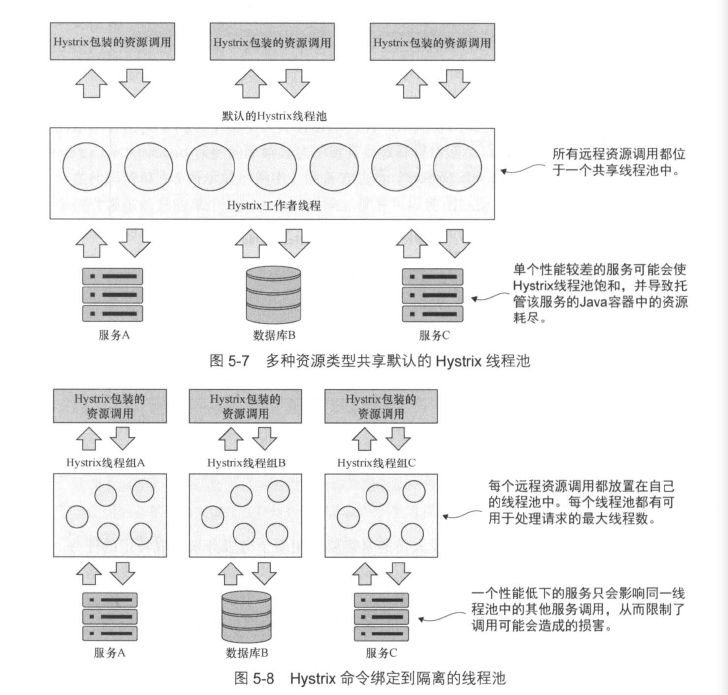 Hystrix包装的资源调用
Hystrix包装的资源调用
Hystrix包装的资源调用
默认的Hystrix线程池
Hystrix工作者线程
所有远程资源调用都位
于一个共享线程池中。
服务A
数据库B
服务C
单个性能较差的服务可能会使
Hystrix线程池饱和，并导致托
管该服务的Java容器中的资源
耗尽。
图 5-7 多种资源类型共享默认的 Hystrix 线程池
Hystrix包装的
资源调用
Hystrix包装的
资源调用
Hystrix包装的
资源调用
Hystrix线程组A
Hystrix线程组B
Hystrix线程组C
每个远程资源调用都放置在自己
的线程池中。每个线程池都有可
用于处理请求的最大线程数。
服务A
数据库B
服务C
一个性能低下的服务只会影响同一线
程池中的其他服务调用，从而限制了
调用可能会造成的损害。
图 5-8 Hystrix 命令绑定到隔离的线程池